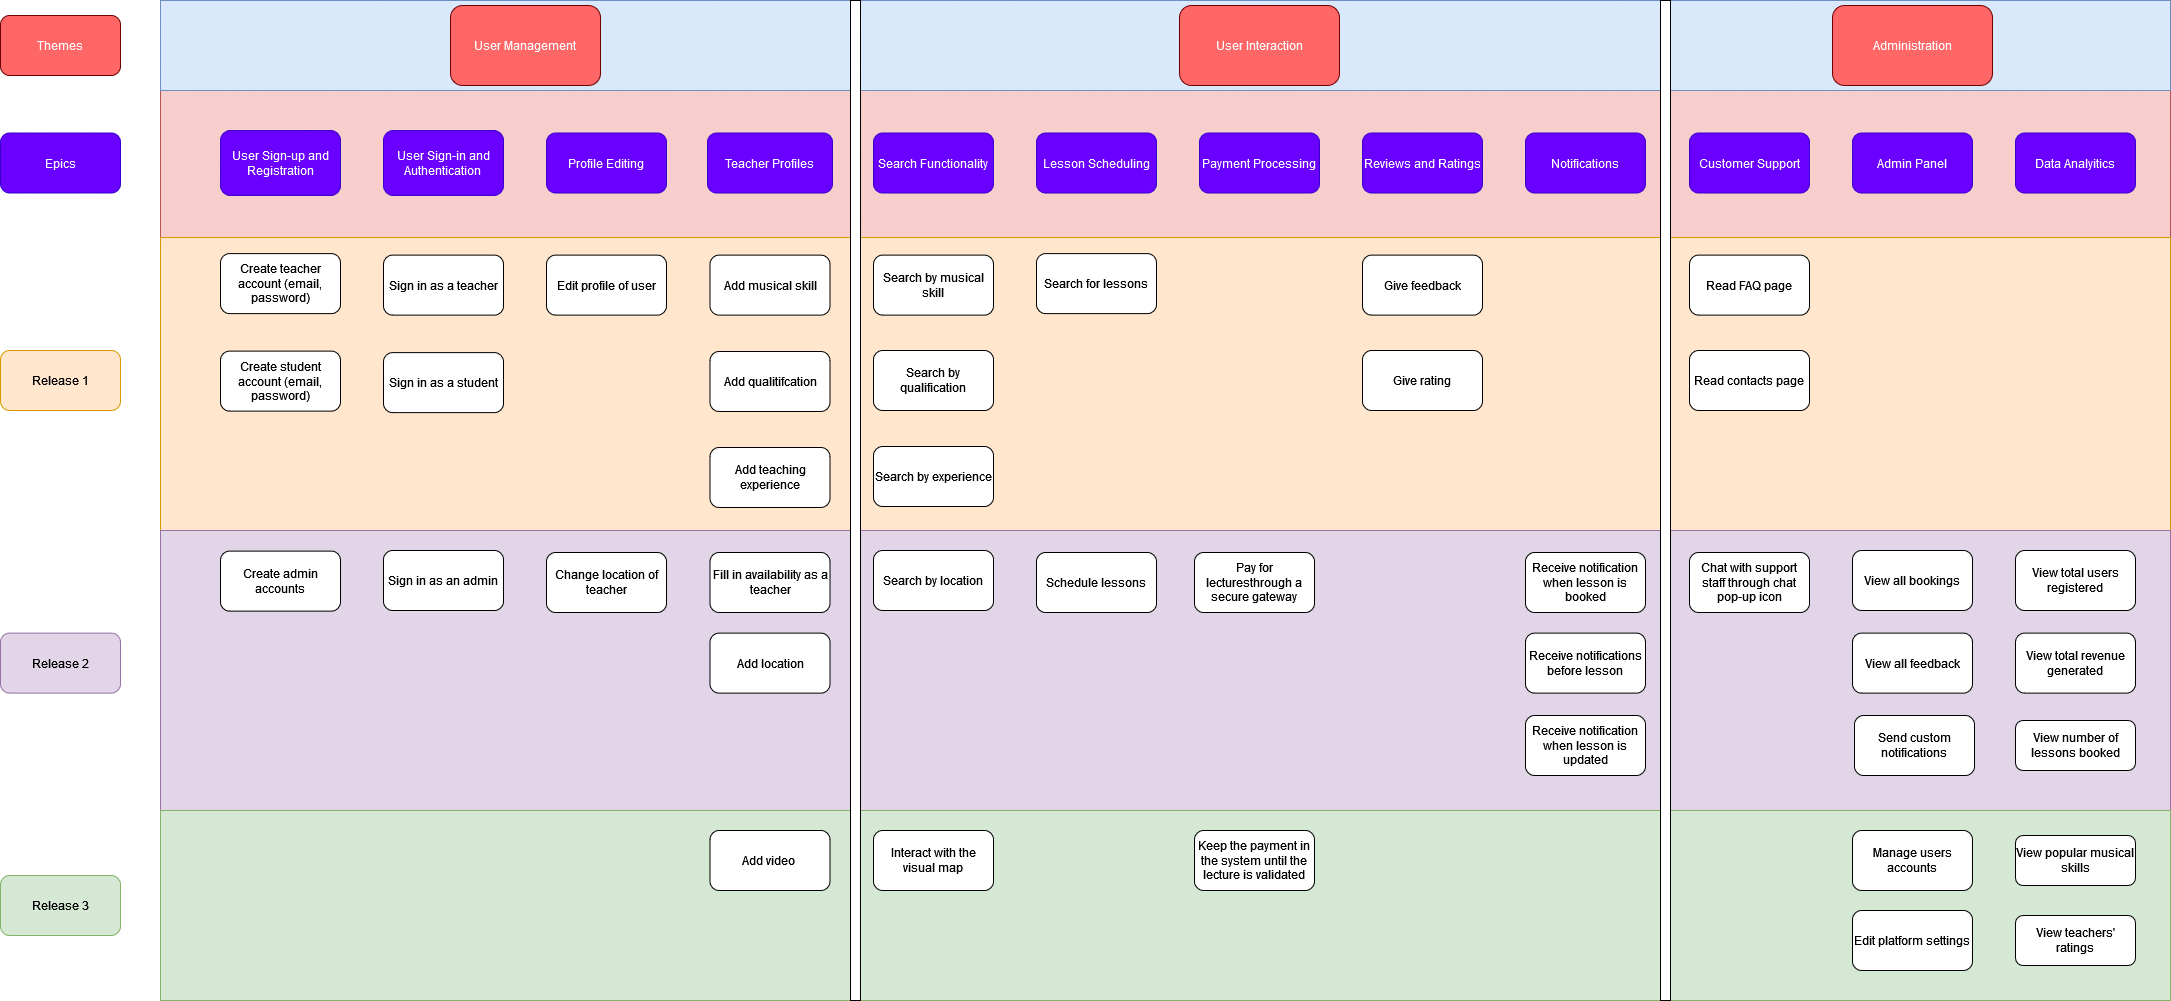 Themes
User Management
User Interaction
Administration
Epics
User Sign-up and
Registration
User Sign-in and
Authentication
Profile Editing
Teacher Profiles
Search Functionality
Lesson Scheduling
Payment Processing
Reviews and Ratings
Notifications
Customer Support
Admin Panel
Data Analyitics
Release 1
Create teacher
account (email,
password)
Sign in as a teacher
Edit profile of user
Add musical skill
Search by musical
skill
Search for lessons
Give feedback
Read FAQ page
Create student
account (email,
password)
Sign in as a student
Add qualitifcation
Search by
qualification
Give rating
Read contacts page
Add teaching
experience
Search by experience
Release 2
Create admin
accounts
Sign in as an admin
Change location of
teacher
Fill in availability as a
teacher
Search by location
Schedule lessons
Pay for
lecturesthrough a
secure gateway
Receive notification
when lesson is
booked
Chat with support
staff through chat
pop-up icon
View all bookings
View total users
registered
Add location
Receive notifications
before lesson
View all feedback
View total revenue
generated
Receive notification
when lesson is
updated
Send custom
notifications
View number of
lessons booked
Release 3
Add video
Interact with the
visual map
Keep the payment in
the system until the
lecture is validated
Manage users
accounts
View popular musical
skills
Edit platform settings
View teachers'
ratings